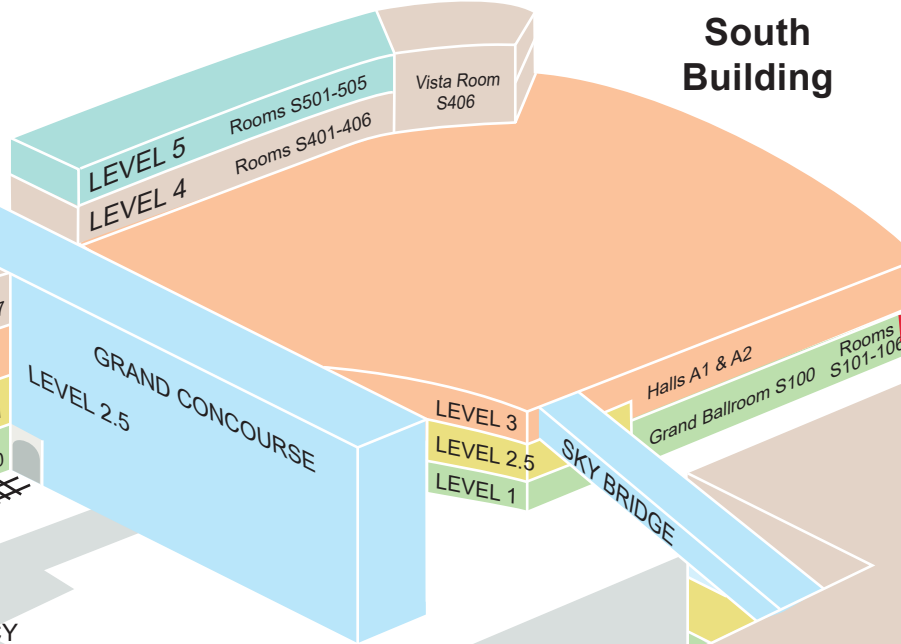 South
Building
Vista Room
S406
Rooms S501-505
LEVEL 5
Rooms S401-406
LEVEL 4
GRAND CONCOURSE
LEVEL 2.5
Halls A1 & A2
Rooms
S101-106
Grand Ballroom S100
LEVEL 3
LEVEL 2.5
LEVEL 1
SKY BRIDGE